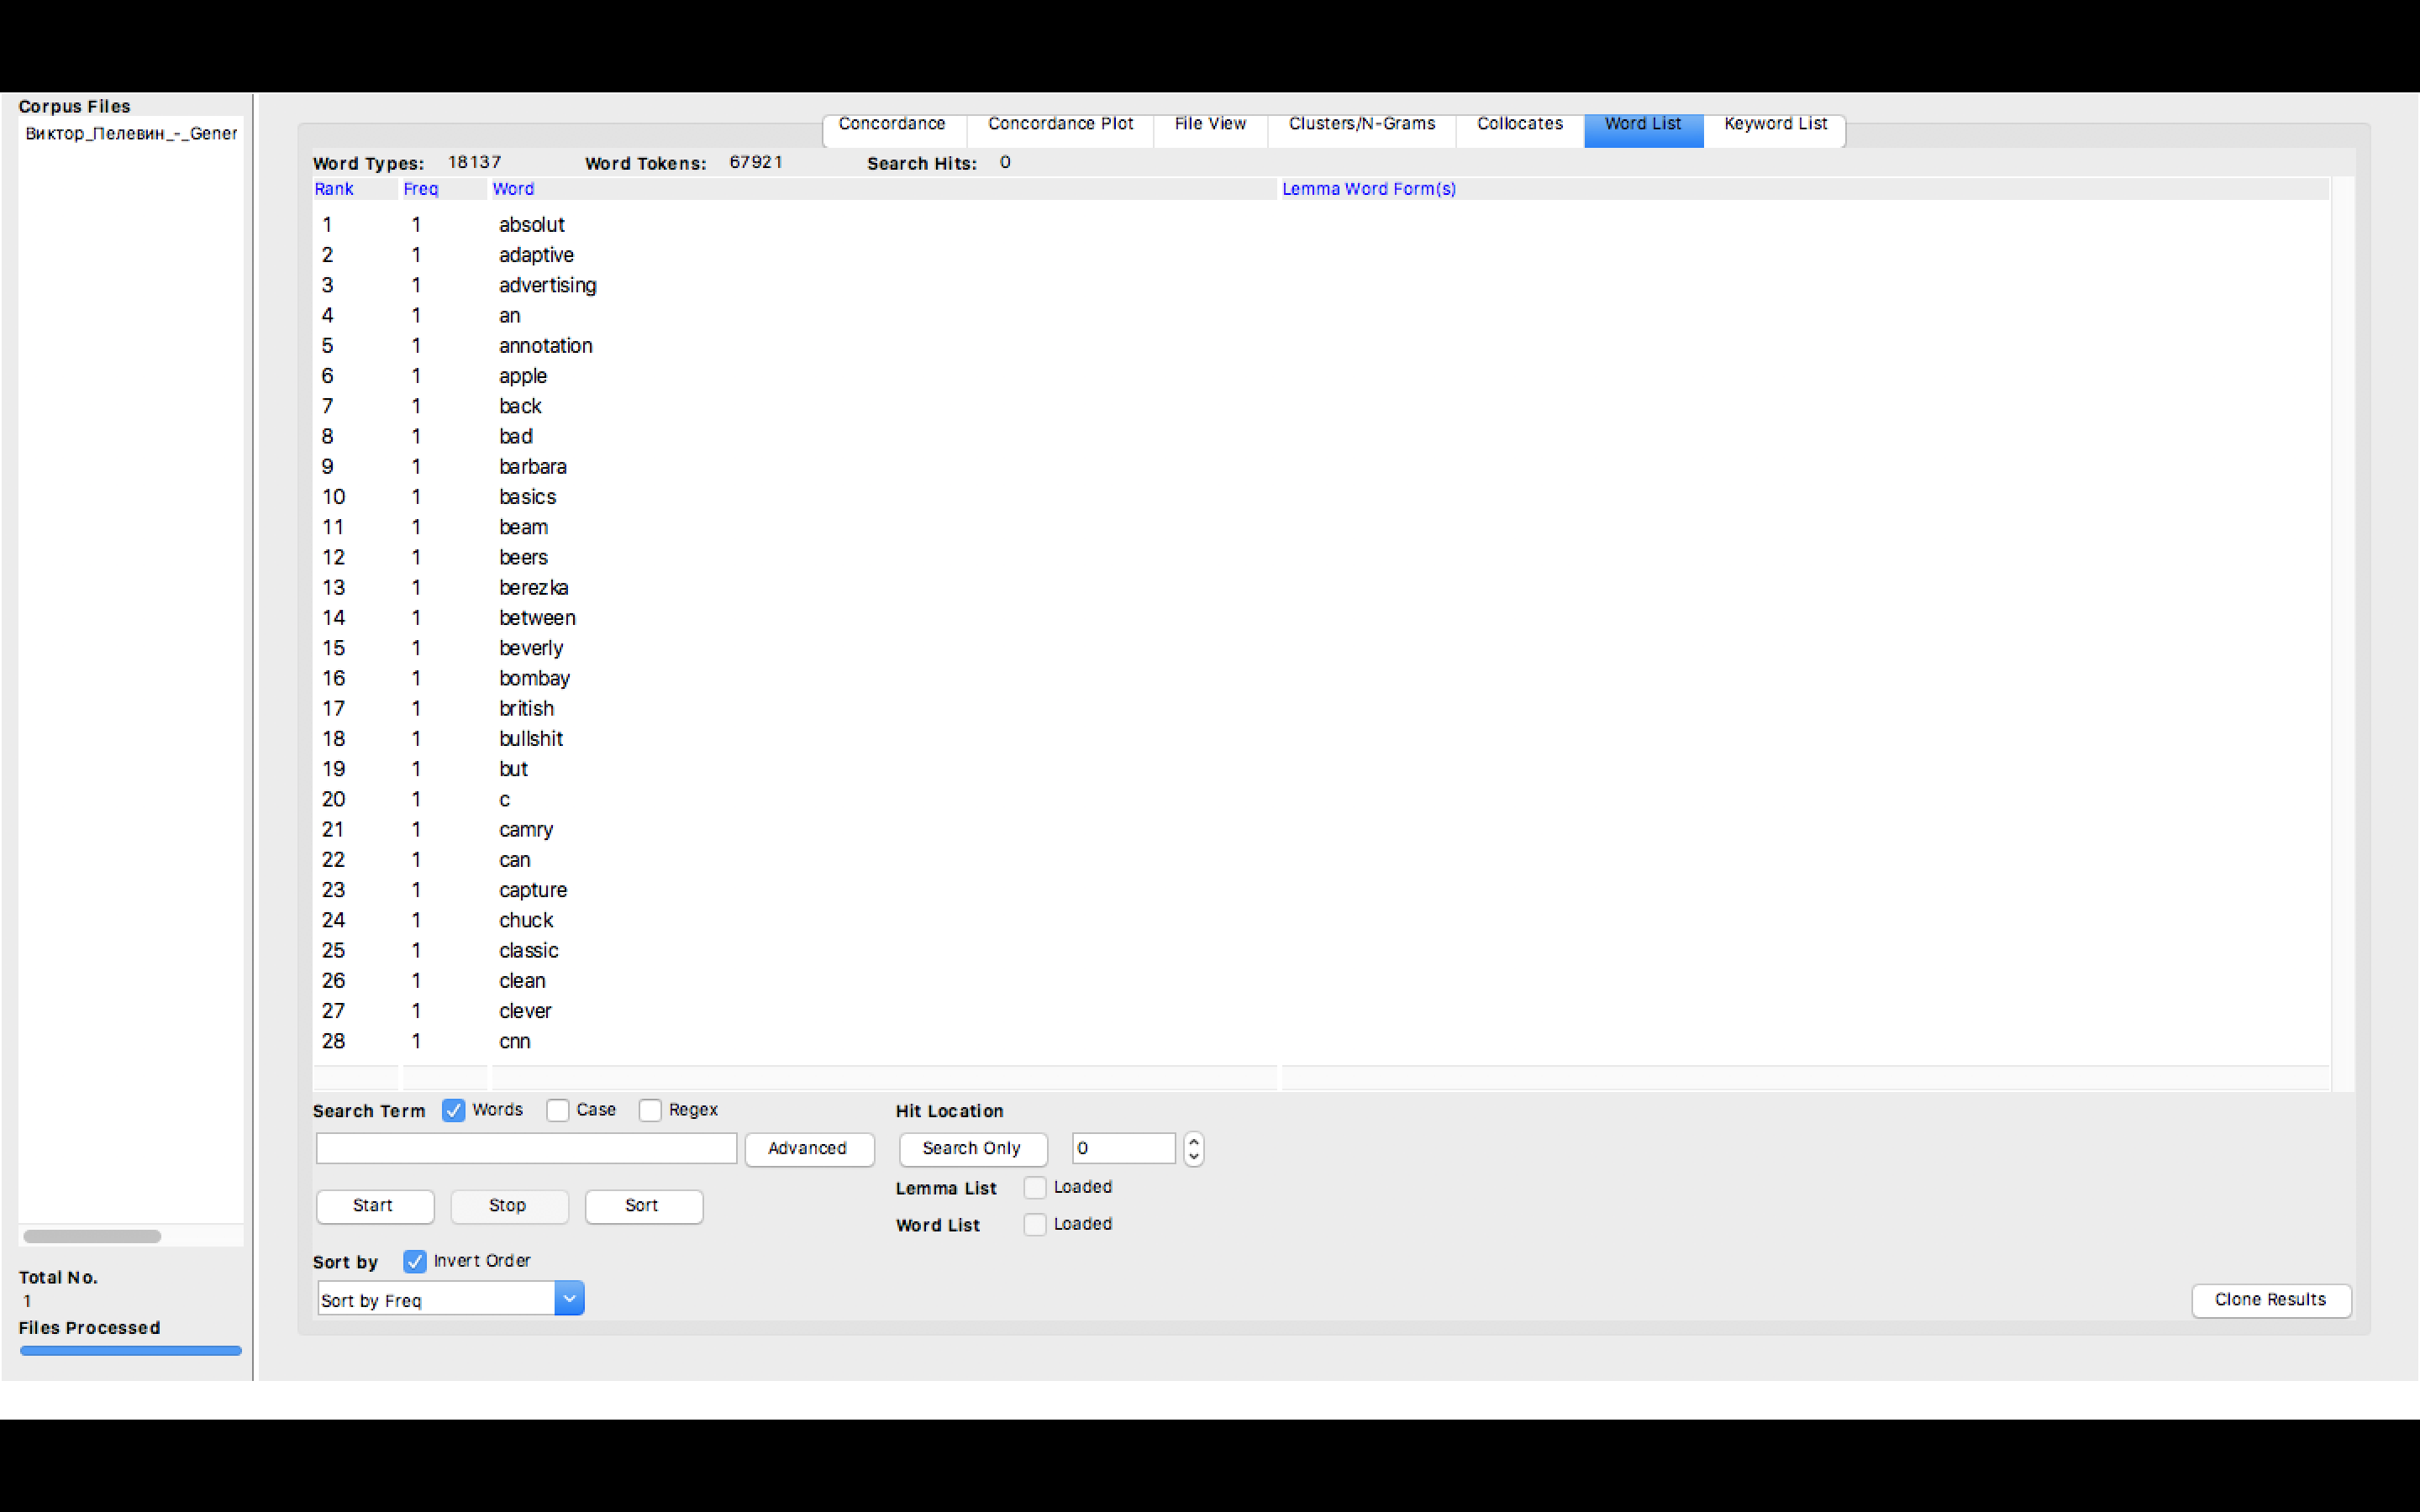 Corpus Files
Виктор_Пелевин_-_Gener
Concordance Concordance Plot File View Clusters/N-Grams Collocates Word List Keyword List
Word Types: 18137 Word Tokens: 67921 Search Hits: 0
Rank Freq Word Lemma Word Form(s)
1 1 absolut
2 1 adaptive
3 1 advertising
4 1 an
5 1 annotation
6 1 apple
7 1 back
8 1 bad
9 1 barbara
10 1 basics
11 1 beam
12 1 beers
13 1 berezka
14 1 between
15 1 beverly
16 1 bombay
17 1 british
18 1 bullshit
19 1 but
20 1 c
21 1 camry
22 1 can
23 1 capture
24 1 chuck
25 1 classic
26 1 clean
27 1 clever
28 1 cnn
Search Term Words Case Regex Hit Location
Advanced Search Only 0
Lemma List Loaded
Start Stop Sort
Word List Loaded
Sort by Invert Order
Sort by Freq
Clone Results
Total No.
1
Files Processed